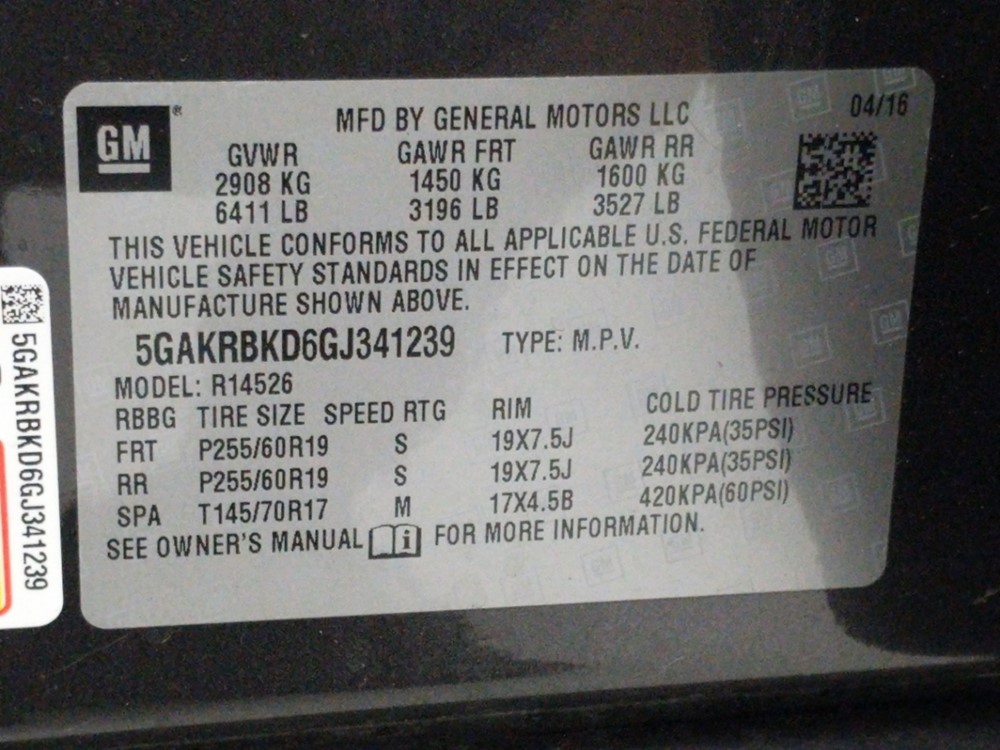 GM®
MFD BY GENERAL MOTORS LLC 04/16
GVWR GAWR FRT GAWR RR
2908 KG 1450 KG 1600 KG
6411 LB 3196 LB 3527 LB
THIS VEHICLE CONFORMS TO ALL APPLICABLE U.S. FEDERAL MOTOR
VEHICLE SAFETY STANDARDS IN EFFECT ON THE DATE OF
MANUFACTURE SHOWN ABOVE.
5GAKRBKD6GJ341239 TYPE: M.P.V.
MODEL: R14526
RBBG TIRE SIZE SPEED RTG RIM COLD TIRE PRESSURE
FRT P255/60R19 S 19X7.5J 240KPA(35PSI)
RR P255/60R19 S 19X7.5J 240KPA(35PSI)
SPA T145/70R17 M 17X4.5B 420KPA(60PSI)
SEE OWNER'S MANUAL i FOR MORE INFORMATION.
5GAKRBKD6GJ341239